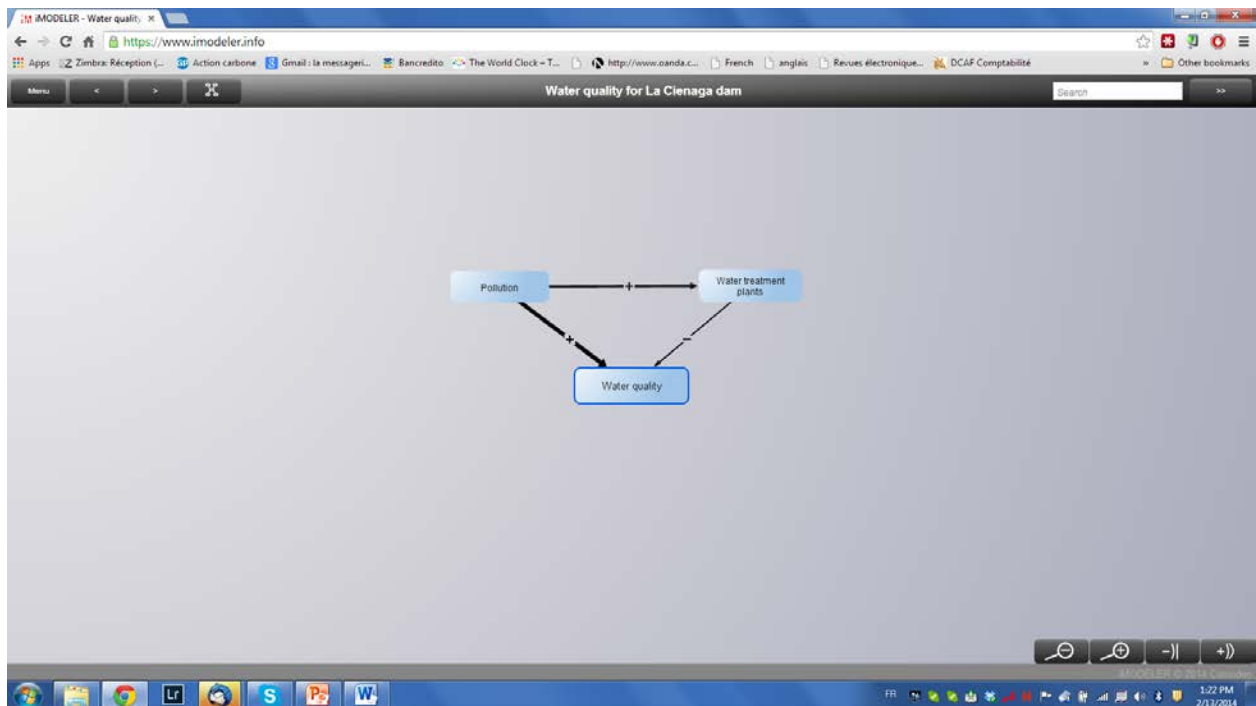 iMODELER - Water quality
https://www.imodeler.info
Apps Zimbra: Réception (... Action carbone Gmail : la messageri... Bancredito The World Clock – T... http://www.oanda.c... French anglais Revues électronique... DCAF Comptabilité » Other bookmarks
Menu < > Water quality for La Cienaga dam Search >>
Pollution + Water treatment
plants
+ −
Water quality
-)| +))
Lr S W
FR 1:22 PM
2/13/2014